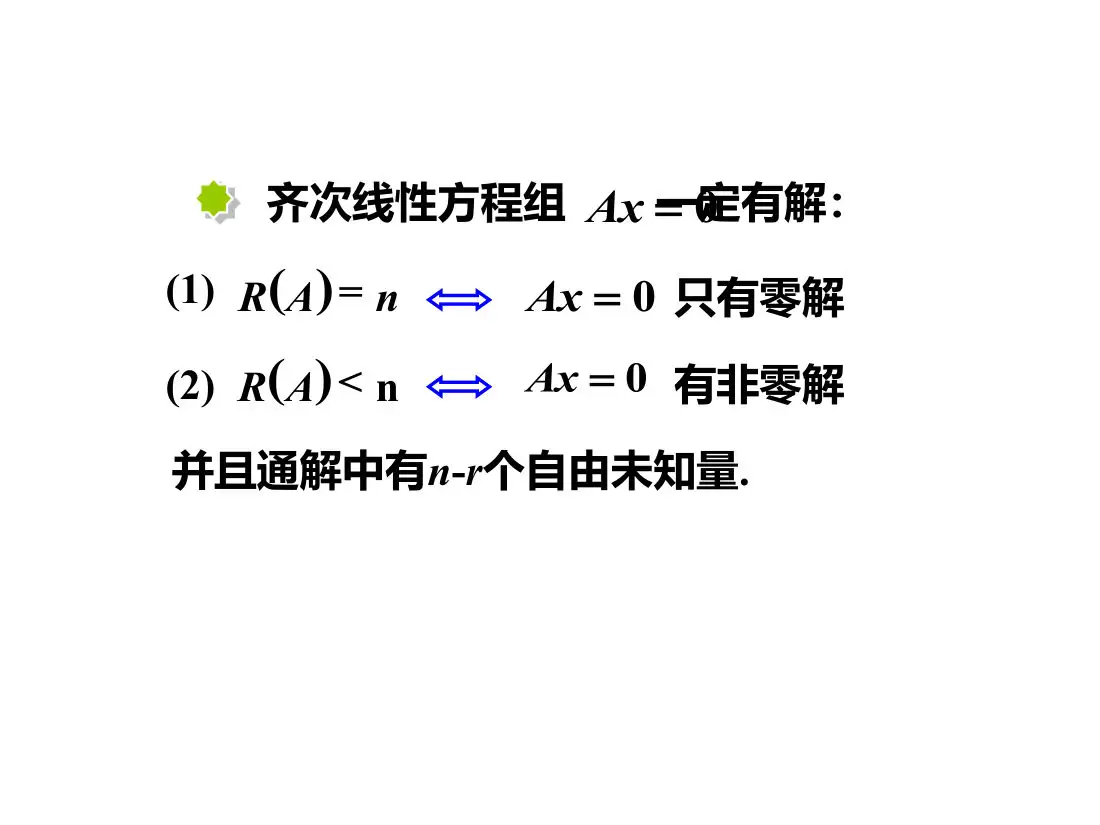 齐次线性方程组 Ax = 0 一定有解：
(1) R(A) = n ⇔ Ax = 0 只有零解
(2) R(A) < n ⇔ Ax = 0 有非零解
并且通解中有n-r个自由未知量.